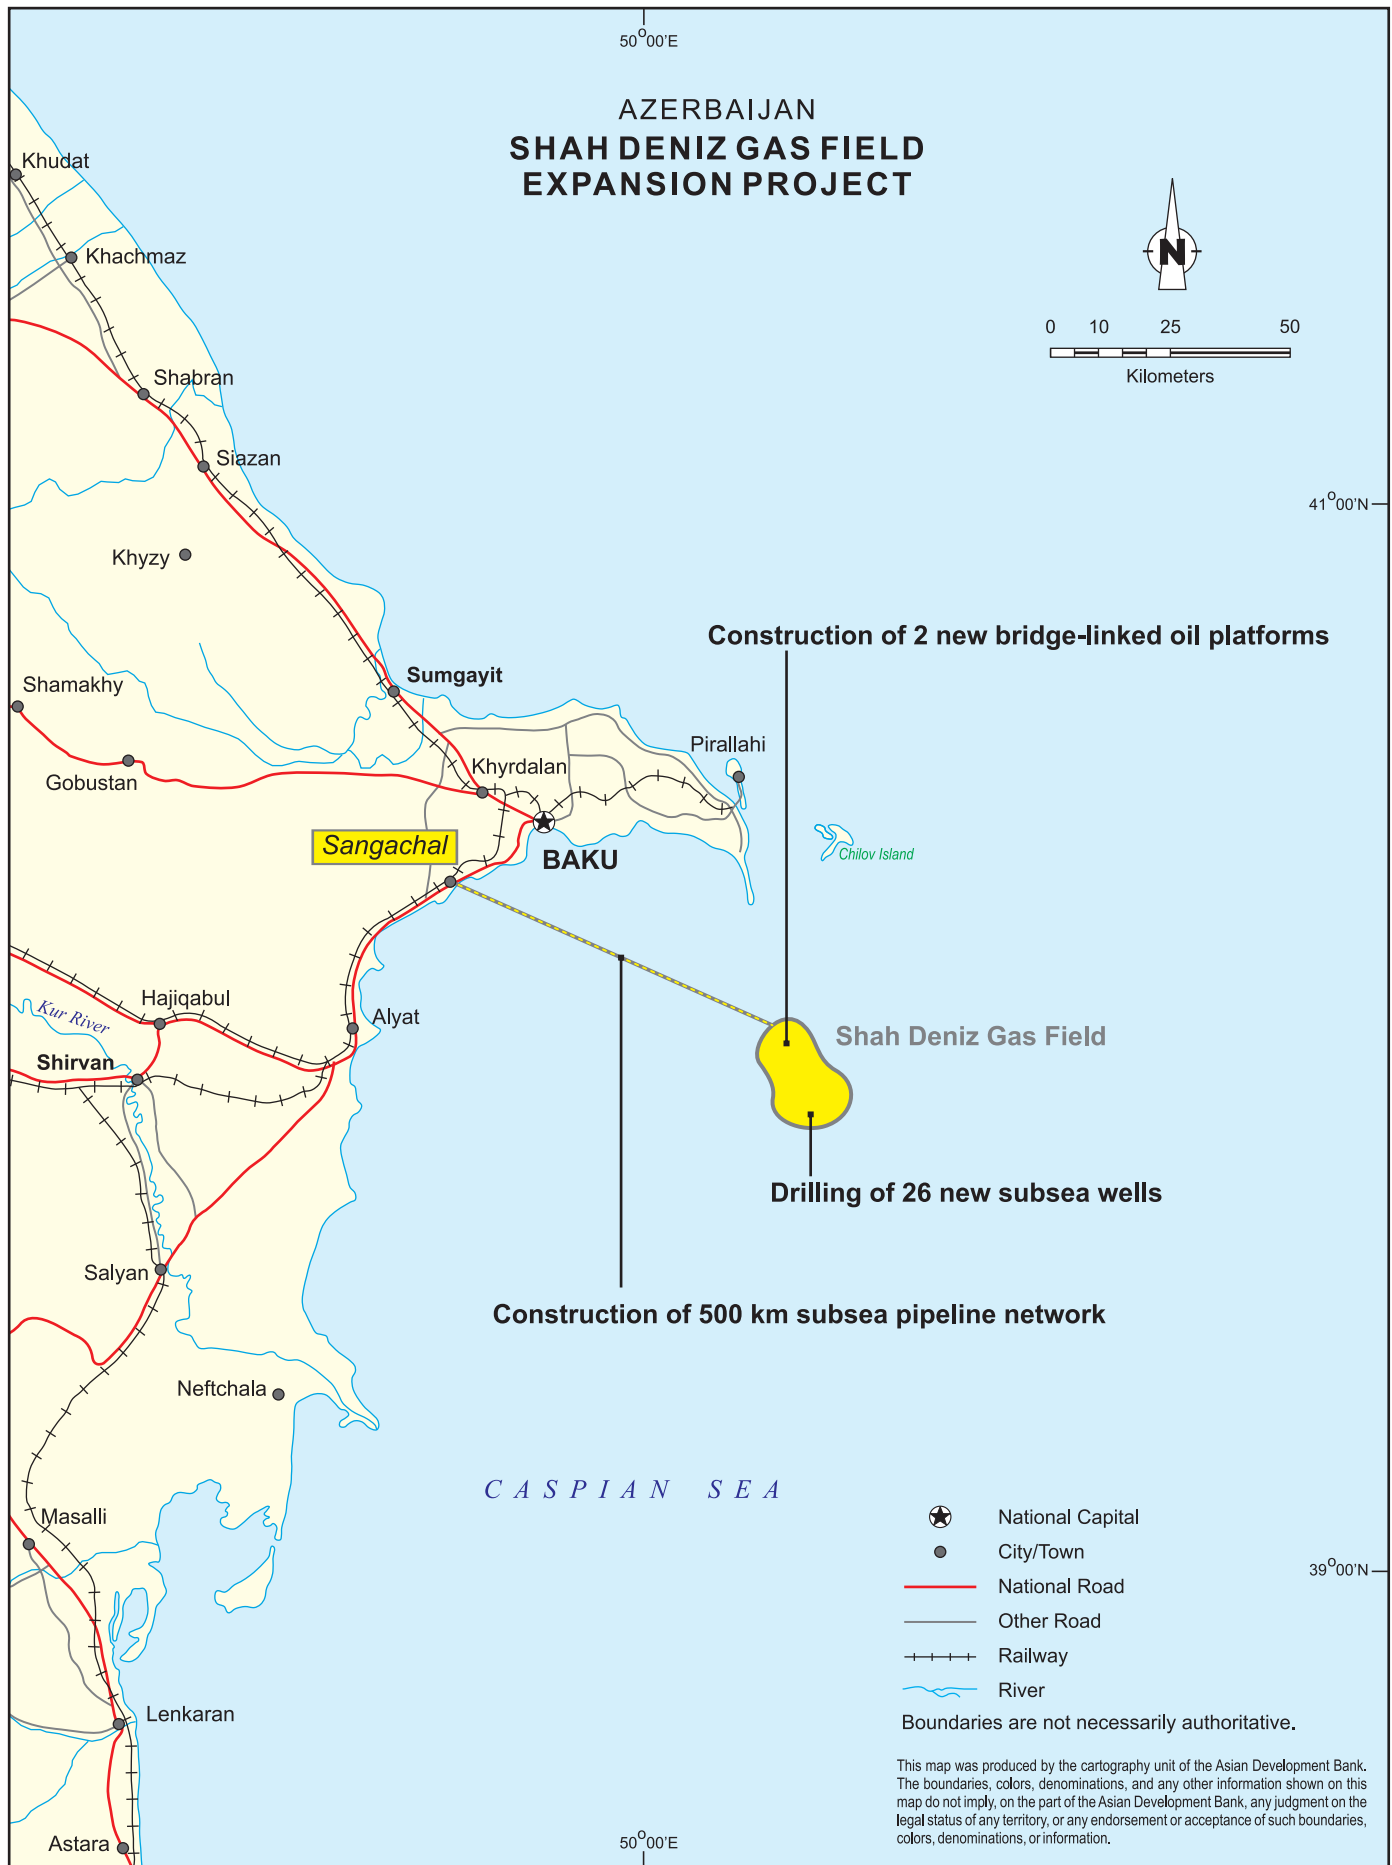 50°00'E
AZERBAIJAN
SHAH DENIZ GAS FIELD
EXPANSION PROJECT
Khudat
Khachmaz
N
0 10 25 50
Kilometers
Shabran
Siazan
41°00'N
Khyzy
Construction of 2 new bridge-linked oil platforms
Sumgayit
Shamakhy
Pirallahi
Gobustan
Khyrdalan
Sangachal
BAKU
Chilov Island
Hajiqabul
Kur River
Alyat
Shah Deniz Gas Field
Shirvan
Drilling of 26 new subsea wells
Salyan
Construction of 500 km subsea pipeline network
Neftchala
CASPIAN SEA
Masalli
National Capital
City/Town
39°00'N
National Road
Other Road
Railway
River
Lenkaran
Boundaries are not necessarily authoritative.
This map was produced by the cartography unit of the Asian Development Bank.
The boundaries, colors, denominations, and any other information shown on this
map do not imply, on the part of the Asian Development Bank, any judgment on the
legal status of any territory, or any endorsement or acceptance of such boundaries,
colors, denominations, or information.
Astara
50°00'E